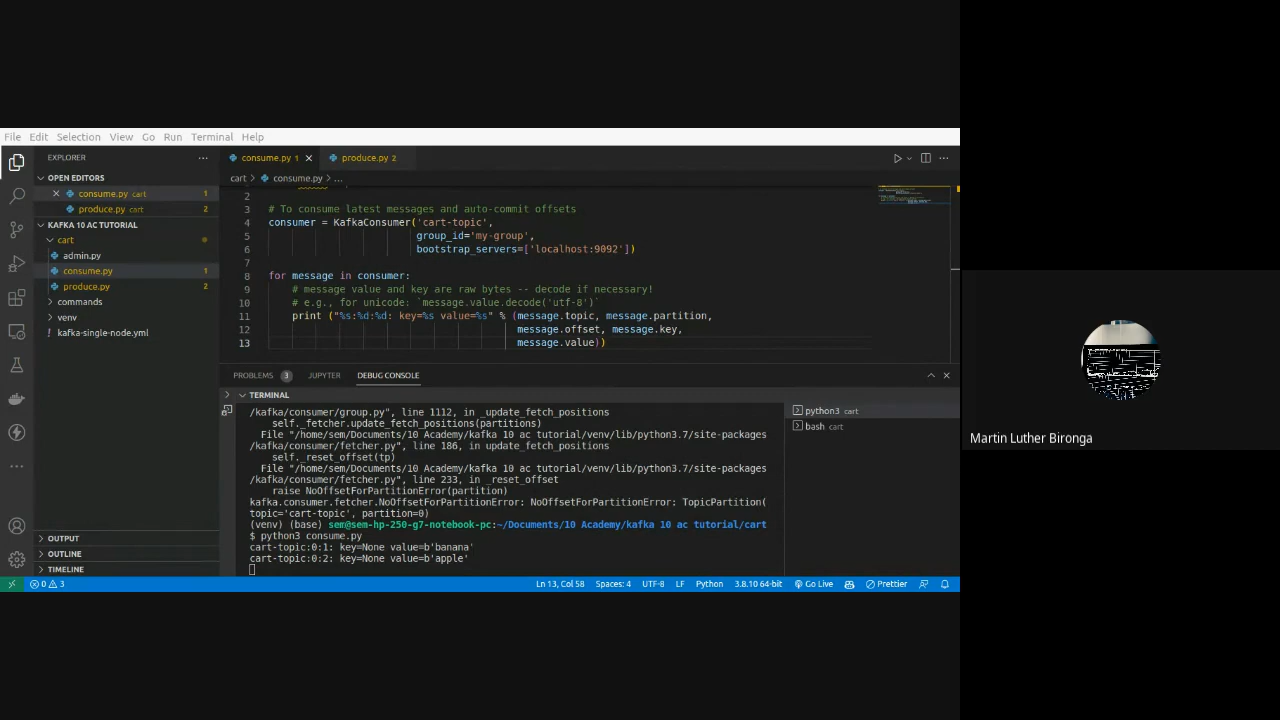 File Edit Selection View Go Run Terminal Help
EXPLORER
OPEN EDITORS
consume.py cart 1
produce.py cart 2
KAFKA 10 AC TUTORIAL
cart
admin.py
consume.py 1
produce.py 2
commands
venv
kafka-single-node.yml
OUTPUT
OUTLINE
TIMELINE
consume.py 1
produce.py 2
cart > consume.py > ...
2
3 # To consume latest messages and auto-commit offsets
4 consumer = KafkaConsumer('cart-topic',
5 group_id='my-group',
6 bootstrap_servers=['localhost:9092'])
7
8 for message in consumer:
9 # message value and key are raw bytes -- decode if necessary!
10 # e.g., for unicode: `message.value.decode('utf-8')`
11 print ("%s:%d:%d: key=%s value=%s" % (message.topic, message.partition,
12 message.offset, message.key,
13 message.value))
PROBLEMS 3 JUPYTER DEBUG CONSOLE
TERMINAL
/kafka/consumer/group.py", line 1112, in _update_fetch_positions
self._fetcher.update_fetch_positions(partitions)
File "/home/sem/Documents/10 Academy/kafka 10 ac tutorial/venv/lib/python3.7/site-packages
/kafka/consumer/fetcher.py", line 186, in update_fetch_positions
self._reset_offset(tp)
File "/home/sem/Documents/10 Academy/kafka 10 ac tutorial/venv/lib/python3.7/site-packages
/kafka/consumer/fetcher.py", line 233, in _reset_offset
raise NoOffsetForPartitionError(partition)
kafka.consumer.fetcher.NoOffsetForPartitionError: NoOffsetForPartitionError: TopicPartition(
topic='cart-topic', partition=0)
(venv) (base) sem@sem-hp-250-g7-notebook-pc:~/Documents/10 Academy/kafka 10 ac tutorial/cart
$ python3 consume.py
cart-topic:0:1: key=None value=b'banana'
cart-topic:0:2: key=None value=b'apple'
python3 cart
bash cart
0 3
Ln 13, Col 58 Spaces: 4 UTF-8 LF Python 3.8.10 64-bit Go Live Prettier
Martin Luther Bironga